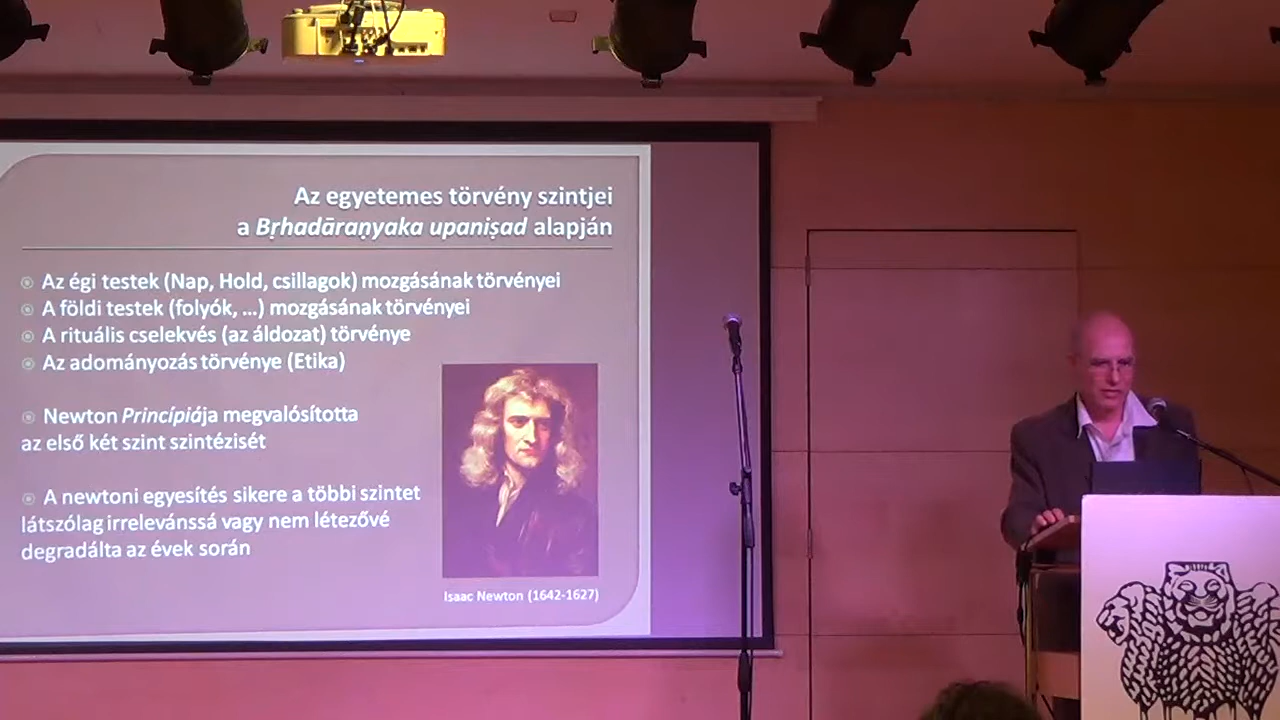 Az egyetemes törvény szintjei
a Bṛhadāraṇyaka upaniṣad alapján
Az égi testek (Nap, Hold, csillagok) mozgásának törvényei
A földi testek (folyók, ...) mozgásának törvényei
A rituális cselekvés (az áldozat) törvénye
Az adományozás törvénye (Etika)
Newton Princípiája megvalósította
az első két szint szintézisét
A newtoni egyesítés sikere a többi szintet
látszólag irrelevánssá vagy nem létezővé
degradálta az évek során
Isaac Newton (1642-1627)